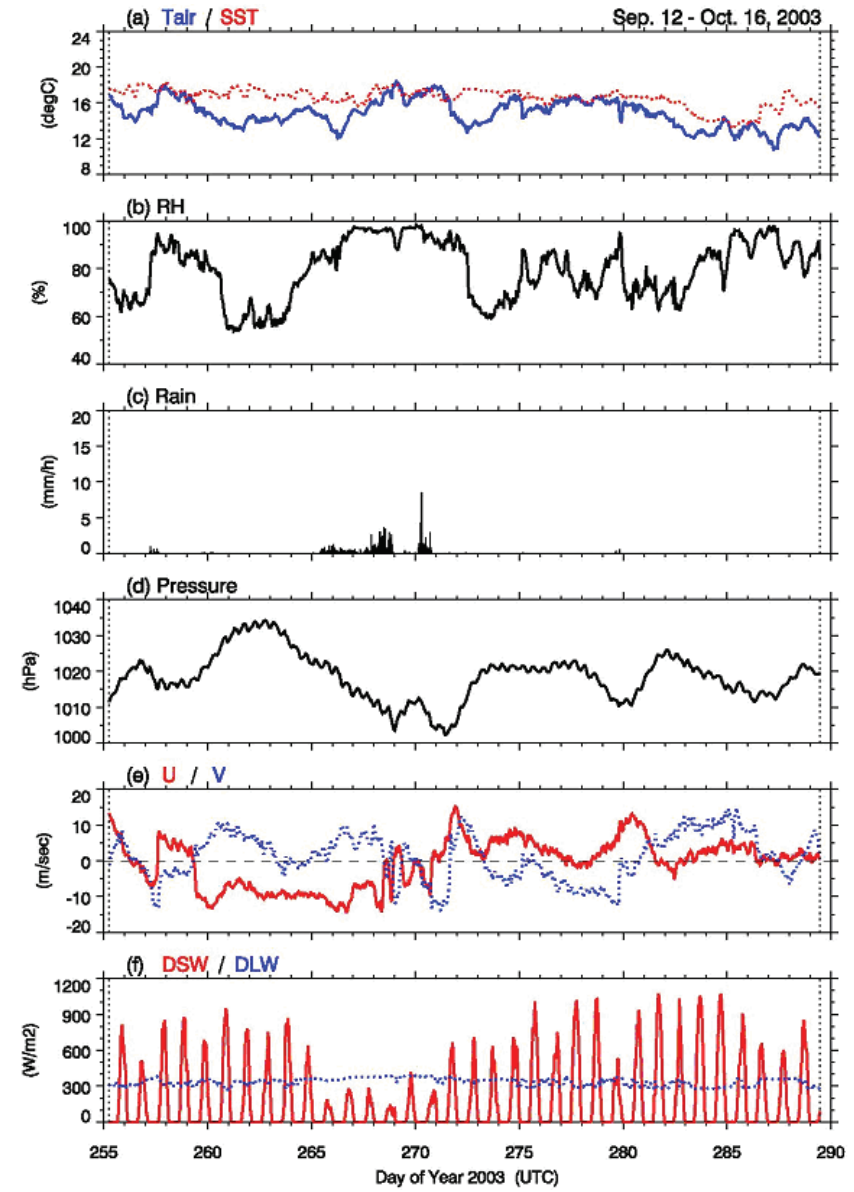 (a) Tair / SST Sep. 12 - Oct. 16, 2003
24
20
16
12
8
(degC)
(b) RH
100
80
60
40
(%)
(c) Rain
20
15
10
5
0
(mm/h)
(d) Pressure
1040
1030
1020
1010
1000
(hPa)
(e) U / V
20
10
0
-10
-20
(m/sec)
(f) DSW / DLW
1200
900
600
300
0
(W/m2)
255 260 265 270 275 280 285 290
Day of Year 2003 (UTC)